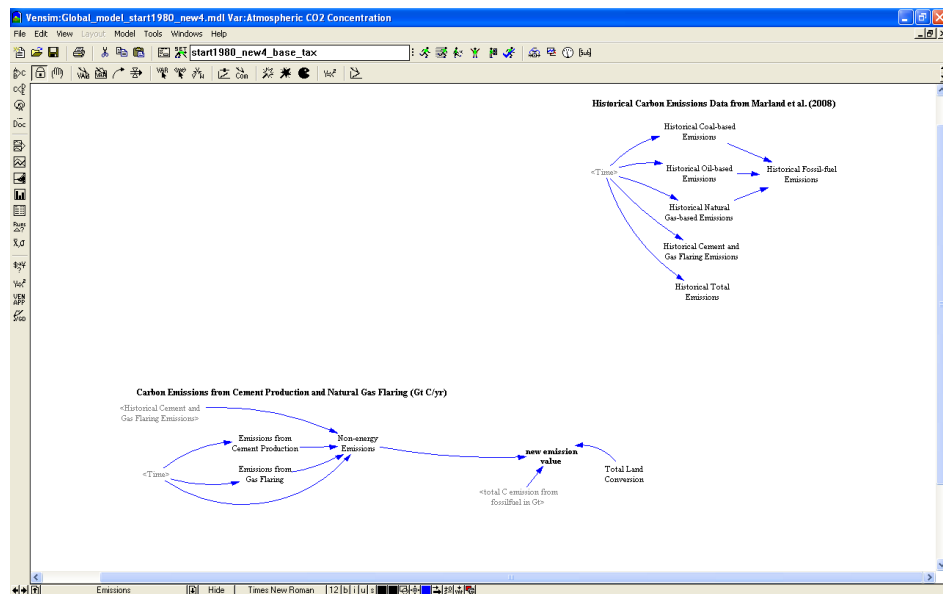 Vensim:Global_model_start1980_new4.mdl Var:Atmospheric CO2 Concentration
File Edit View Layout Model Tools Windows Help
start1980_new4_base_tax
Historical Carbon Emissions Data from Marland et al. (2008)
Historical Coal-based
Emissions
<Time>
Historical Oil-based
Emissions
Historical Fossil-fuel
Emissions
Historical Natural
Gas-based Emissions
Historical Cement and
Gas Flaring Emissions
Historical Total
Emissions
Carbon Emissions from Cement Production and Natural Gas Flaring (Gt C/yr)
<Historical Cement and
Gas Flaring Emissions>
Emissions from
Cement Production
Non-energy
Emissions
<Time>
Emissions from
Gas Flaring
new emission
value
Total Land
Conversion
<total C emission from
fossilfuel in Gt>
Emissions Hide Times New Roman 12 b i u s